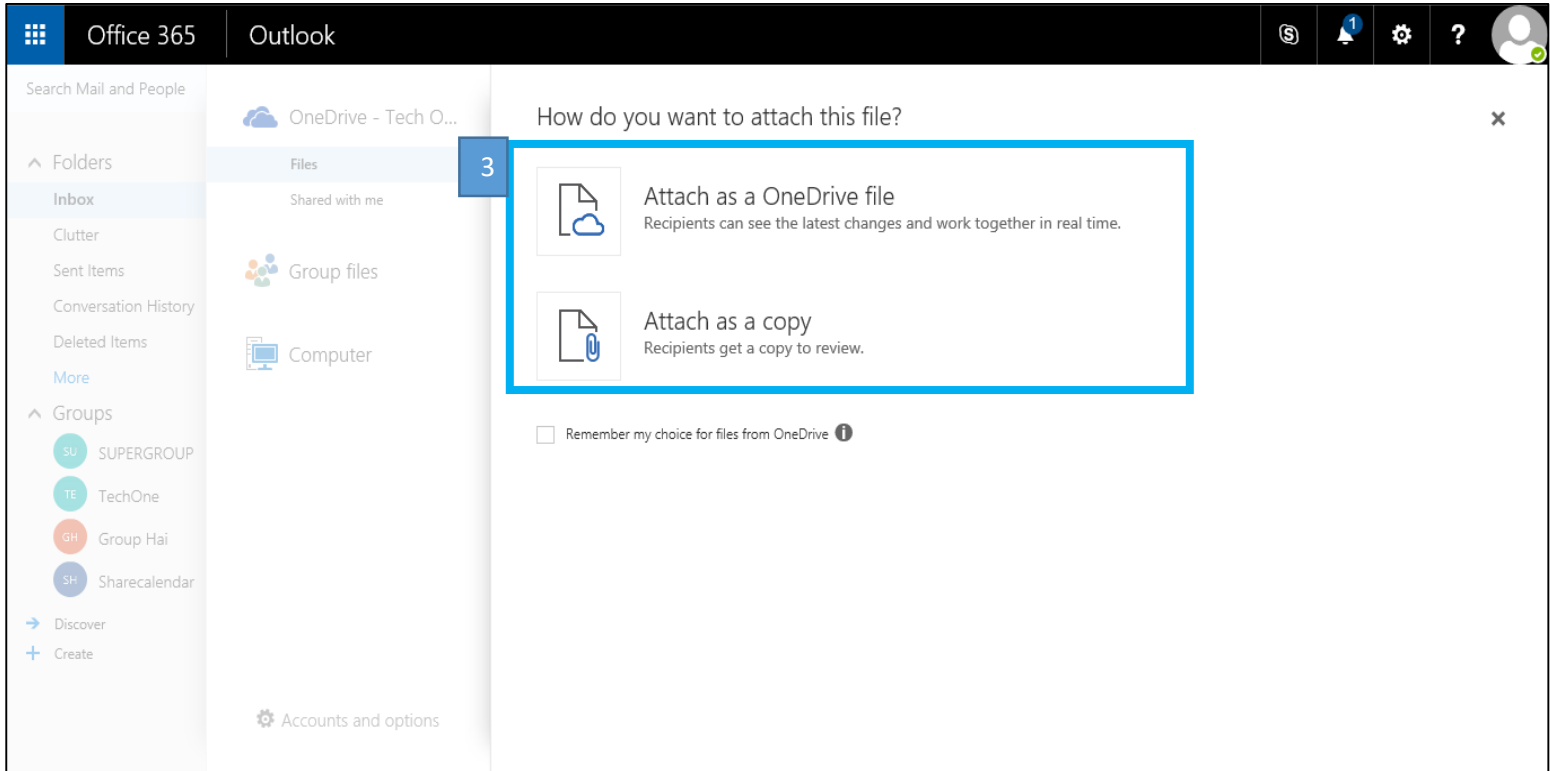 Office 365
Outlook
1
?
Search Mail and People
Folders
Inbox
Clutter
Sent Items
Conversation History
Deleted Items
More
Groups
SU SUPERGROUP
TE TechOne
GH Group Hai
SH Sharecalendar
Discover
Create
OneDrive - Tech O...
Files
Shared with me
Group files
Computer
Accounts and options
How do you want to attach this file?
3
Attach as a OneDrive file
Recipients can see the latest changes and work together in real time.
Attach as a copy
Recipients get a copy to review.
Remember my choice for files from OneDrive